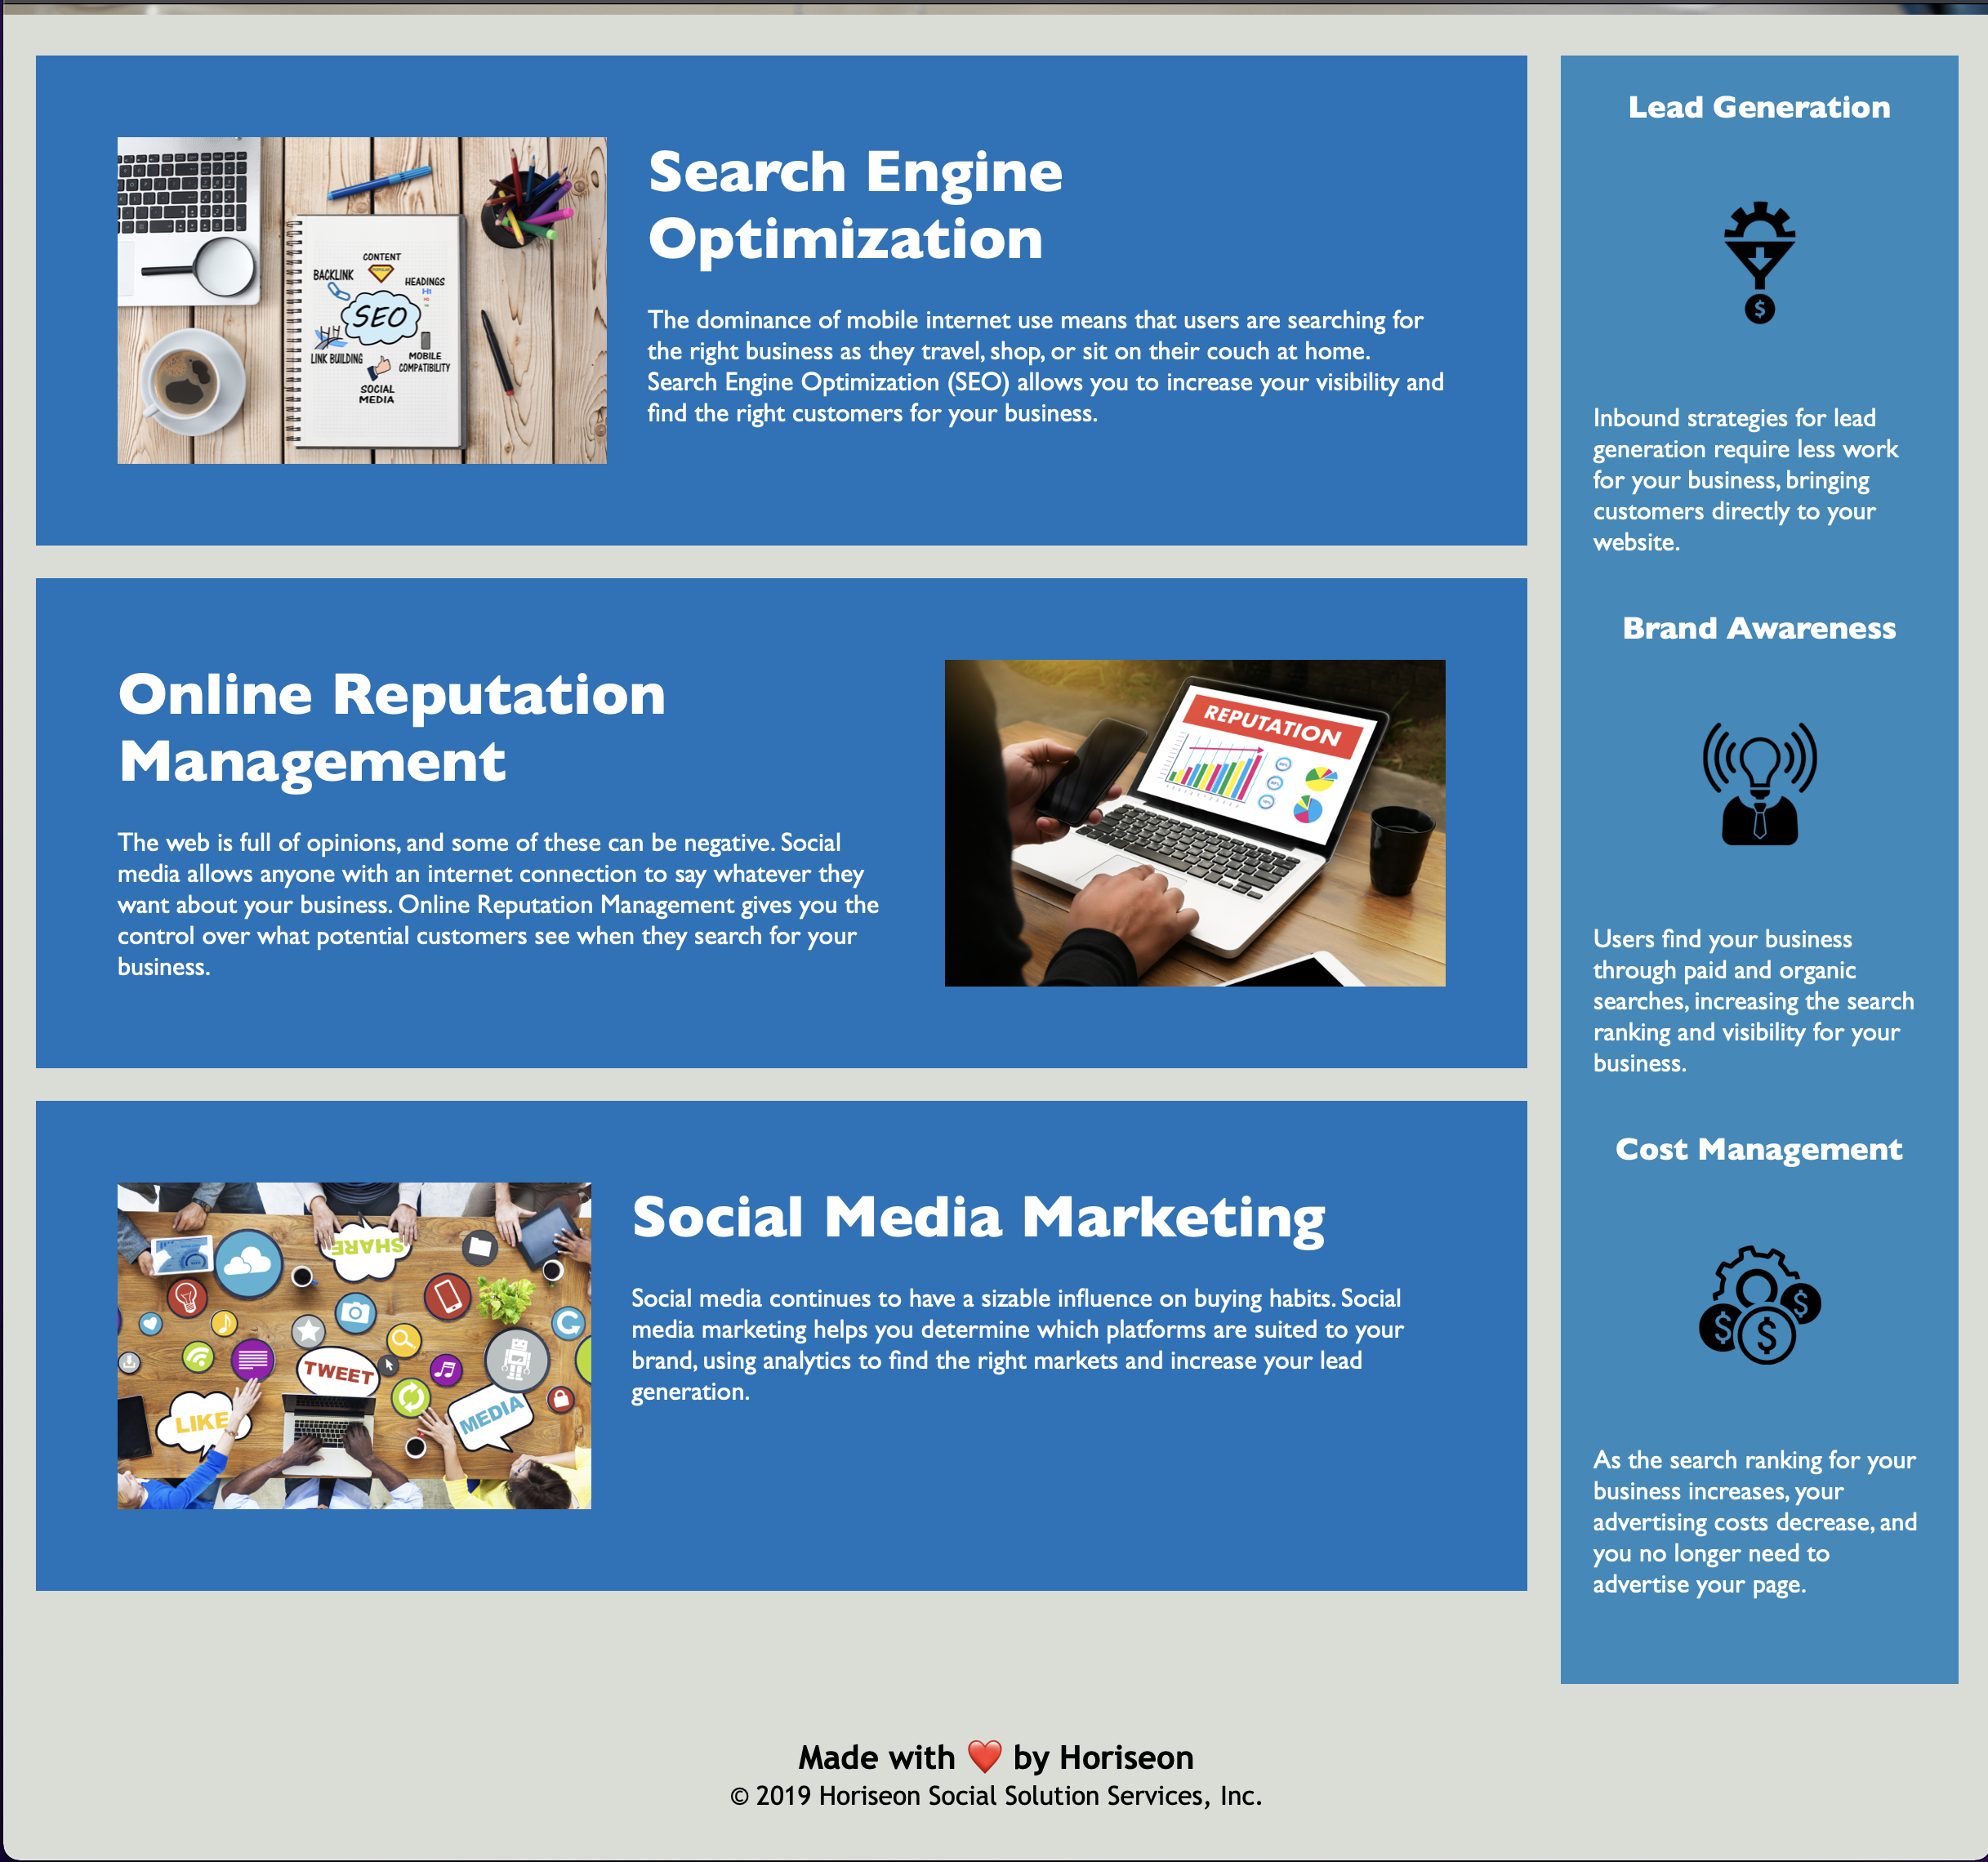 Search Engine
Optimization
The dominance of mobile internet use means that users are searching for
the right business as they travel, shop, or sit on their couch at home.
Search Engine Optimization (SEO) allows you to increase your visibility and
find the right customers for your business.
CONTENT
BACKLINK
HEADINGS
SEO
LINK BUILDING
MOBILE
COMPATIBILITY
SOCIAL
MEDIA
Online Reputation
Management
The web is full of opinions, and some of these can be negative. Social
media allows anyone with an internet connection to say whatever they
want about your business. Online Reputation Management gives you the
control over what potential customers see when they search for your
business.
REPUTATION
SHARE
TWEET
LIKE
MEDIA
Social Media Marketing
Social media continues to have a sizable influence on buying habits. Social
media marketing helps you determine which platforms are suited to your
brand, using analytics to find the right markets and increase your lead
generation.
Lead Generation
$
Inbound strategies for lead
generation require less work
for your business, bringing
customers directly to your
website.
Brand Awareness
Users find your business
through paid and organic
searches, increasing the search
ranking and visibility for your
business.
Cost Management
$ $ $
As the search ranking for your
business increases, your
advertising costs decrease, and
you no longer need to
advertise your page.
Made with ❤️ by Horiseon
© 2019 Horiseon Social Solution Services, Inc.